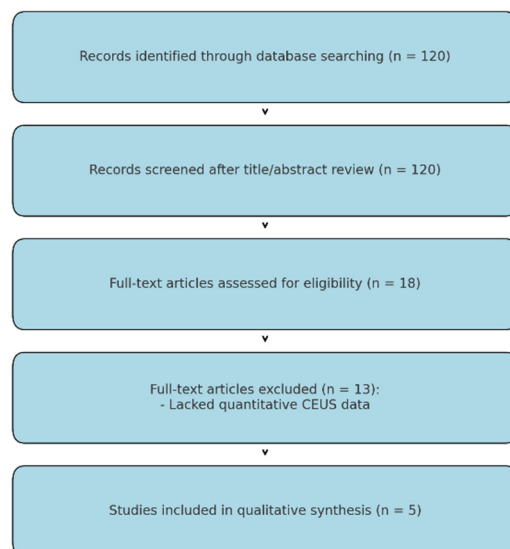 Records identified through database searching (n = 120)
Records screened after title/abstract review (n = 120)
Full-text articles assessed for eligibility (n = 18)
Full-text articles excluded (n = 13):
- Lacked quantitative CEUS data
Studies included in qualitative synthesis (n = 5)